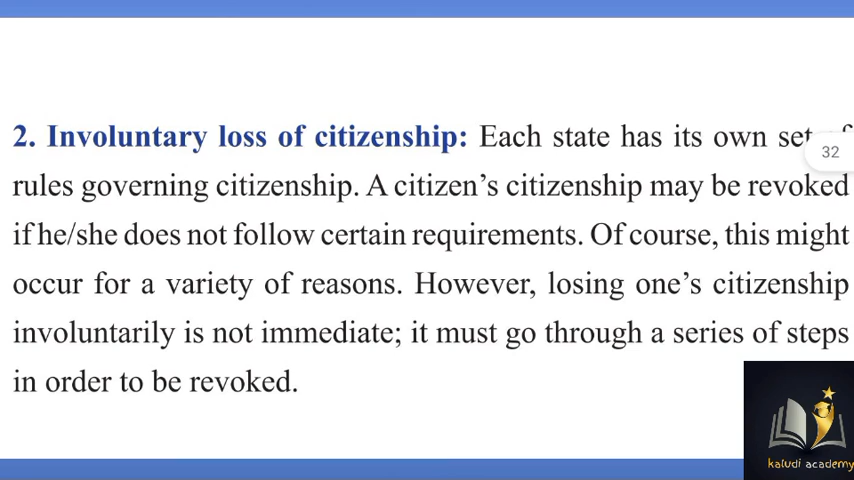 2. Involuntary loss of citizenship: Each state has its own set of
32
rules governing citizenship. A citizen’s citizenship may be revoked
if he/she does not follow certain requirements. Of course, this might
occur for a variety of reasons. However, losing one’s citizenship
involuntarily is not immediate; it must go through a series of steps
in order to be revoked.
kaludi academy